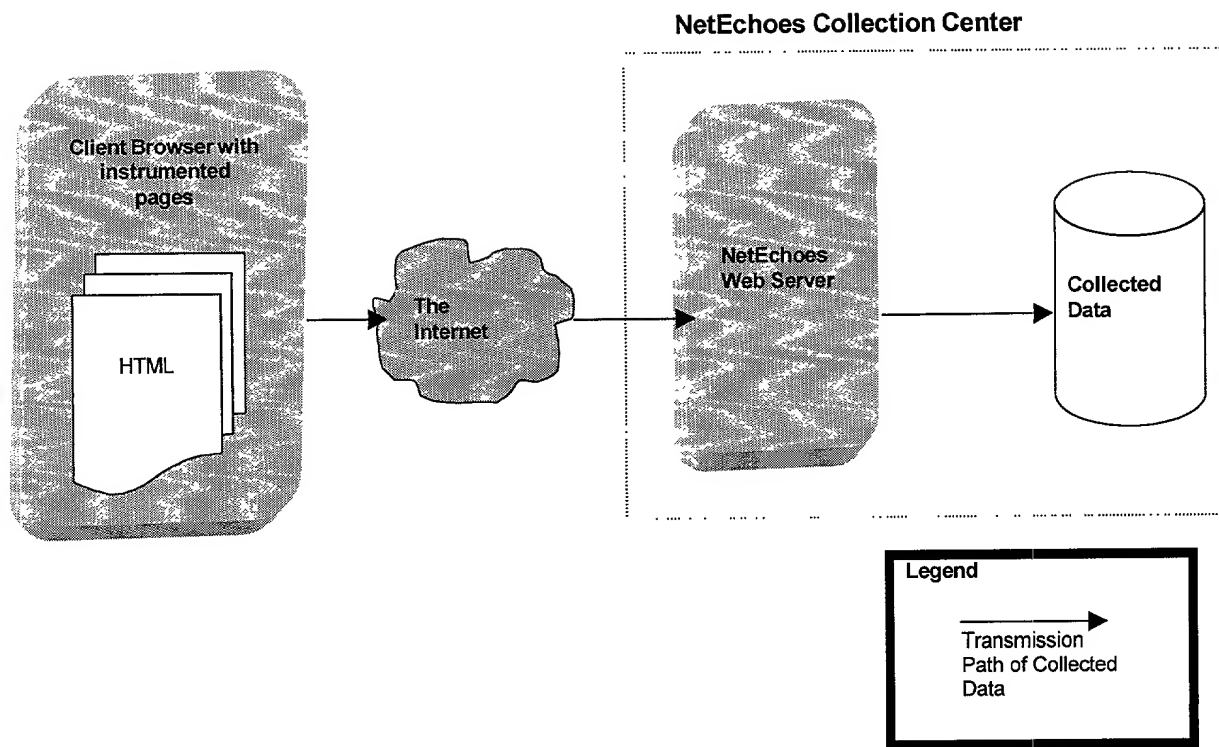 NetEchoes Collection Center
Client Browser with
instrumented
pages
HTML
The
Internet
NetEchoes
Web Server
Collected
Data
Legend
Transmission
Path of Collected
Data